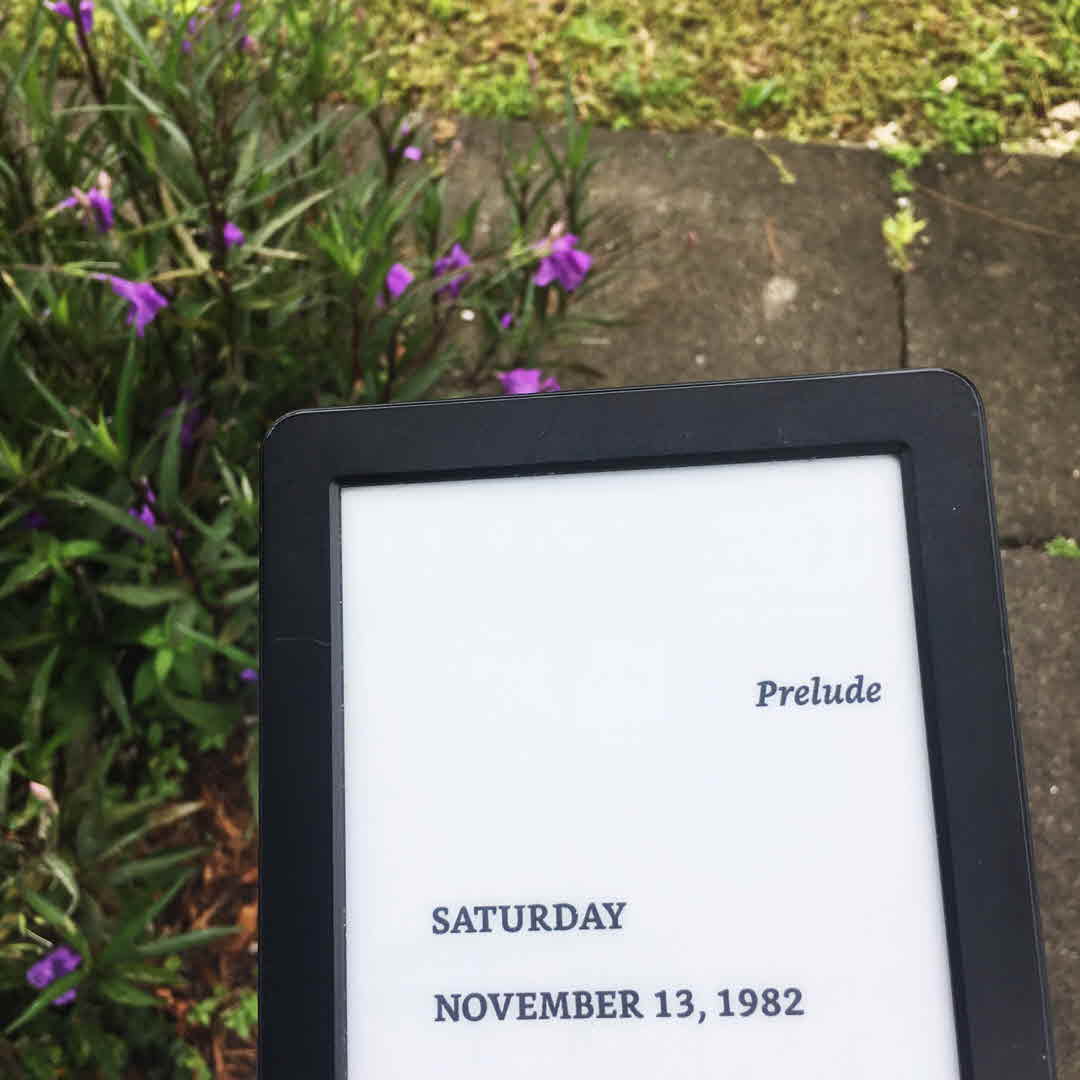 Prelude
SATURDAY
NOVEMBER 13, 1982